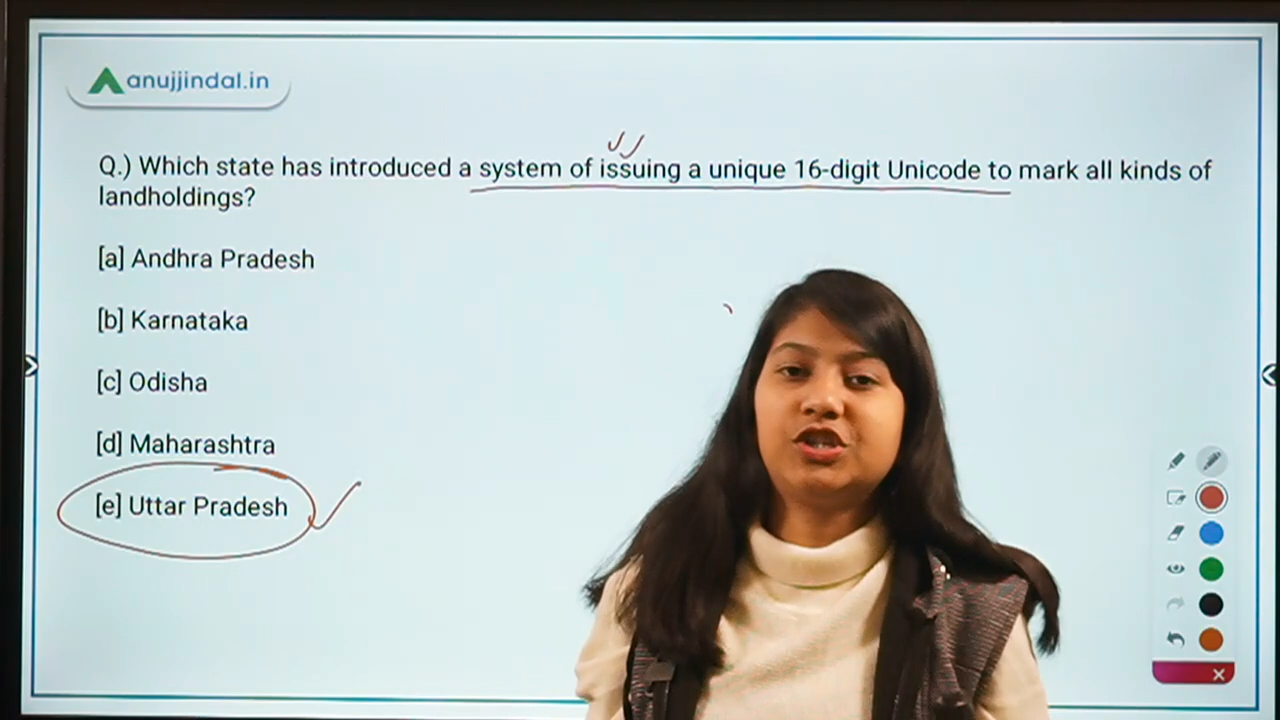 anujjindal.in
Q.) Which state has introduced a system of issuing a unique 16-digit Unicode to mark all kinds of
landholdings?
[a] Andhra Pradesh
[b] Karnataka
[c] Odisha
[d] Maharashtra
[e] Uttar Pradesh